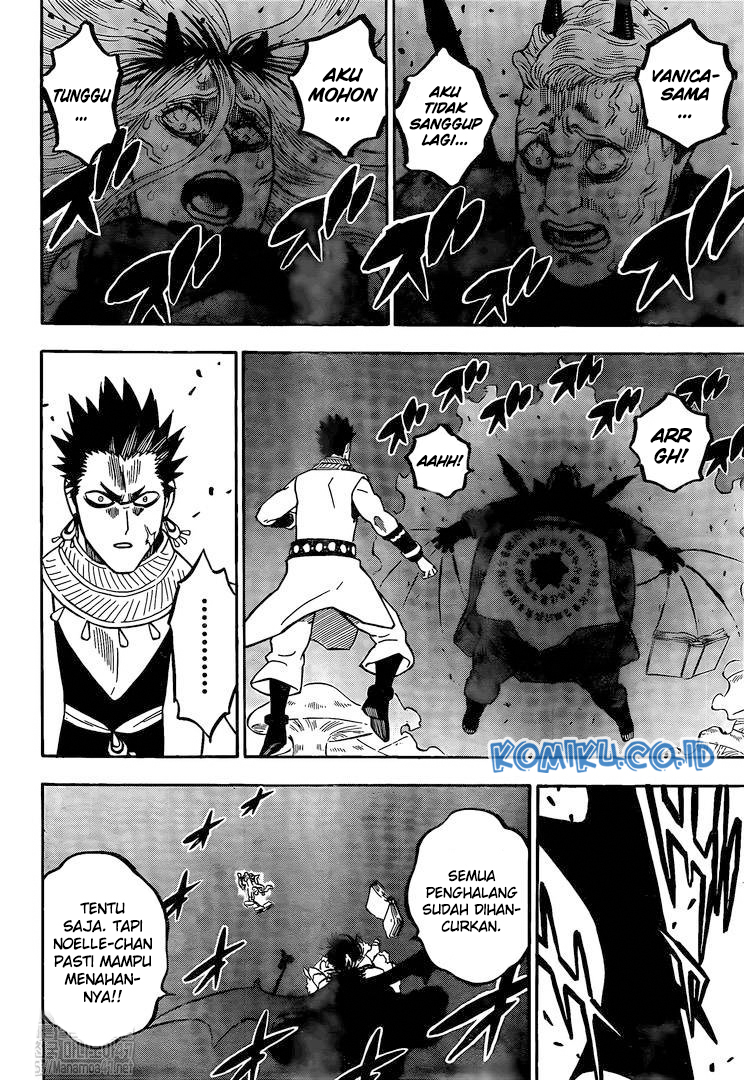 VANICA-
SAMA
...
AKU
TIDAK
SANGGUP
LAGI...
AKU
MOHON
...
TUNGGU
...
ARR
GH!
AAHH!
.........
KOMIKU.CO.ID
SEMUA
PENGHALANG
SUDAH DIHAN-
CURKAN.
TENTU
SAJA. TAPI
NOELLE-CHAN
PASTI MAMPU
MENAHAN-
NYA!!